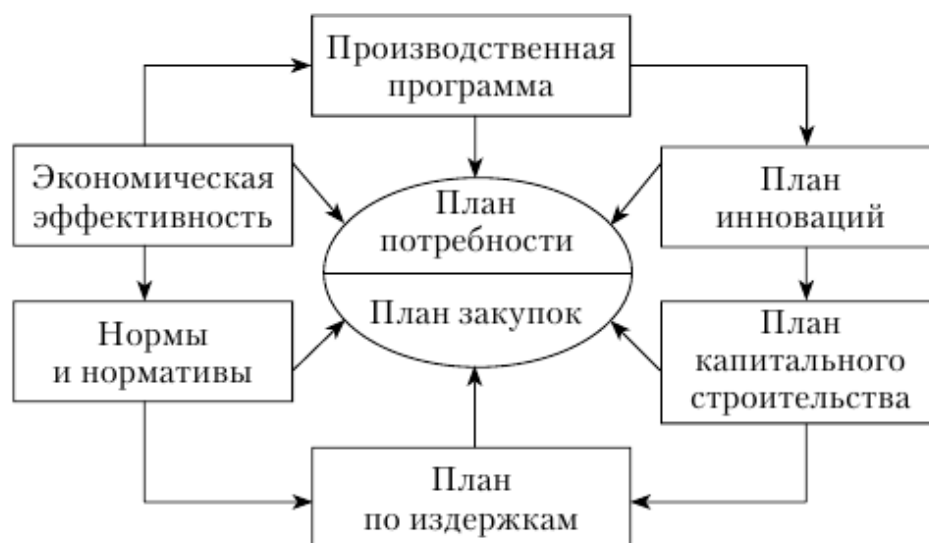 Производственная
программа
Экономическая
эффективность
План
потребности
План
инноваций
Нормы
и нормативы
План закупок
План
капитального
строительства
План
по издержкам